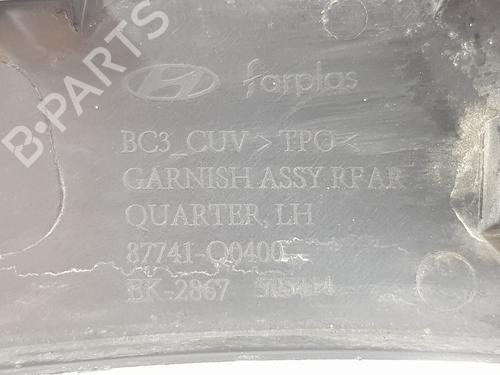 B-PARTS
farplas
BC3_CUV >TPO<
GARNISH ASSY REAR
QUARTER, LH
87741-Q0400
BK-2867